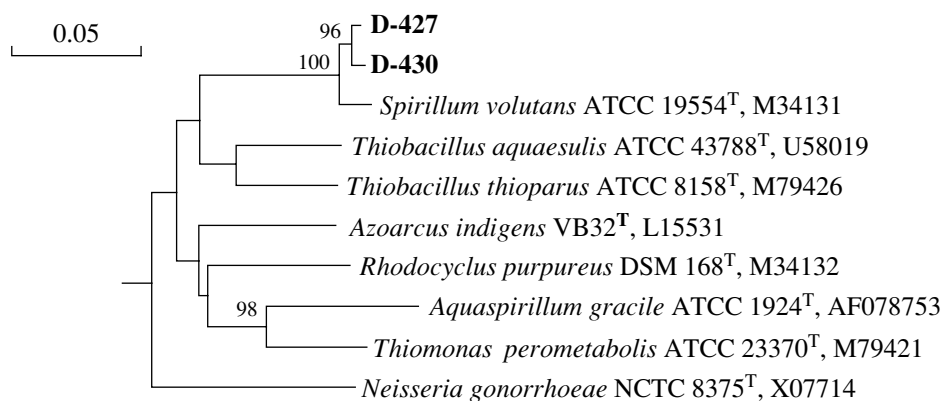 0.05
96
D-427
D-430
100
Spirillum volutans ATCC 19554ᵀ, M34131
Thiobacillus aquaesulis ATCC 43788ᵀ, U58019
Thiobacillus thioparus ATCC 8158ᵀ, M79426
Azoarcus indigens VB32ᵀ, L15531
Rhodocyclus purpureus DSM 168ᵀ, M34132
98
Aquaspirillum gracile ATCC 1924ᵀ, AF078753
Thiomonas perometabolis ATCC 23370ᵀ, M79421
Neisseria gonorrhoeae NCTC 8375ᵀ, X07714